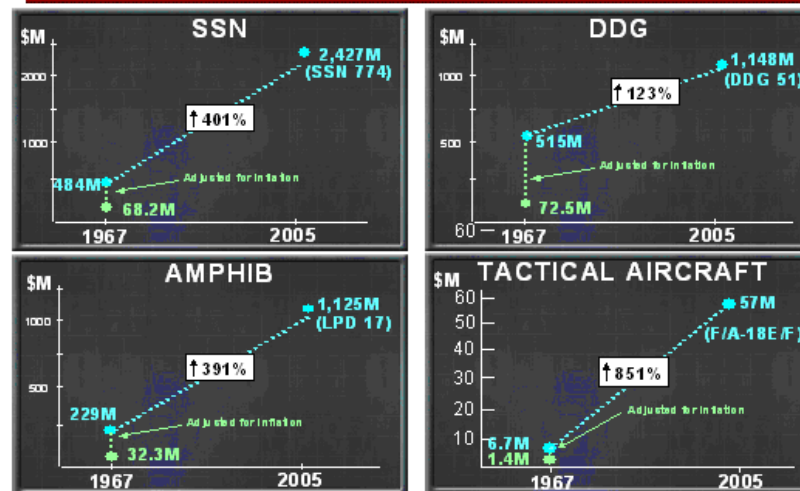 SSN
$M
2000
1000
2,427M
(SSN 774)
↑401%
484M
Adjusted for Inflation
68.2M
1967 2005
DDG
$M
1000
500
60
1,148M
(DDG 51)
↑123%
515M
Adjusted for Inflation
72.5M
1967 2005
AMPHIB
$M
1000
500
1,125M
(LPD 17)
↑391%
229M
Adjusted for Inflation
32.3M
1967 2005
TACTICAL AIRCRAFT
$M
60
50
40
30
20
10
57M
(F/A-18E/F)
↑851%
Adjusted for Inflation
6.7M
1.4M
1967 2005